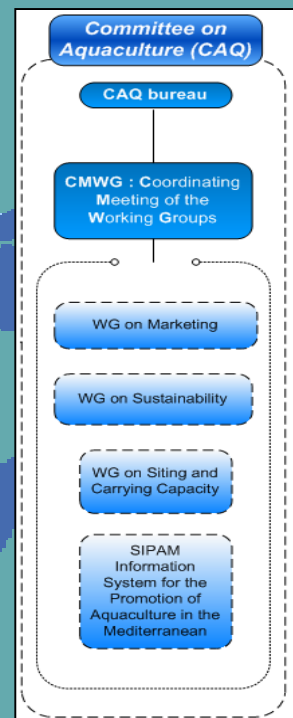 Committee on
Aquaculture (CAQ)
CAQ bureau
CMWG : Coordinating
Meeting of the
Working Groups
WG on Marketing
WG on Sustainability
WG on Siting and
Carrying Capacity
SIPAM
Information
System for the
Promotion of
Aquaculture in the
Mediterranean